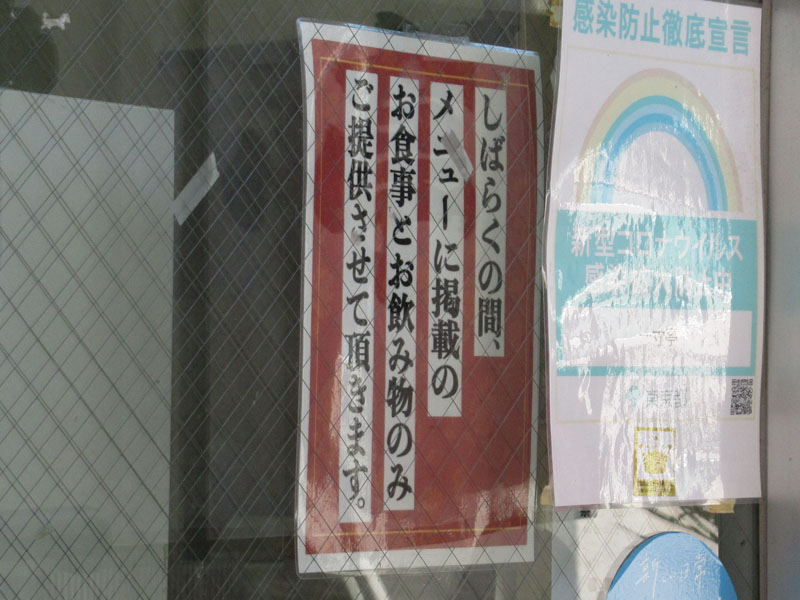 しばらくの間、
メニューに掲載の
お食事とお飲み物のみ
ご提供させて頂きます。
感染防止徹底宣言
新型コロナウイルス
東京都